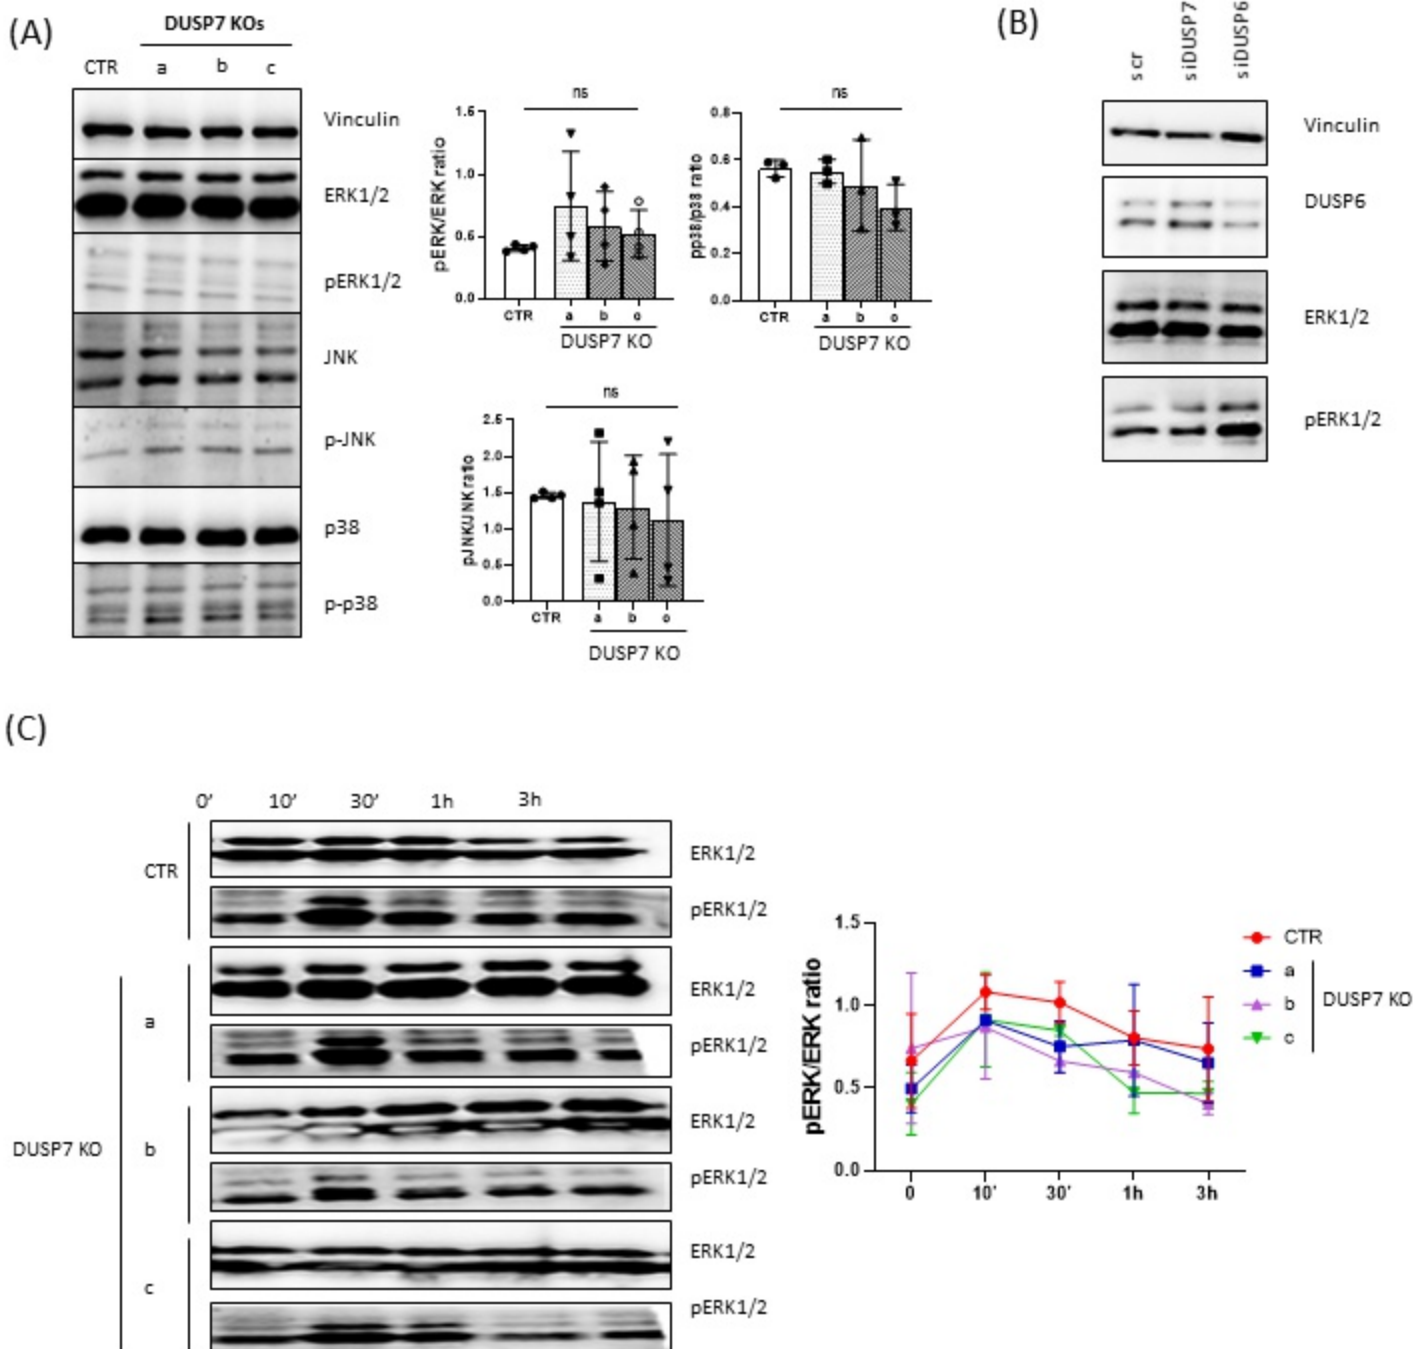 (A)
DUSP7 KOs
CTR a b c
Vinculin
ERK1/2
pERK1/2
JNK
p-JNK
p38
p-p38
ns
pERK/ERK ratio
1.5
1.0
0.5
0.0
CTR a b c
DUSP7 KO
ns
pp38/p38 ratio
0.8
0.6
0.4
0.2
0.0
CTR a b c
DUSP7 KO
ns
pJNK/JNK ratio
2.5
2.0
1.5
1.0
0.5
0.0
CTR a b c
DUSP7 KO
(B)
scr siDUSP7 siDUSP6
Vinculin
DUSP6
ERK1/2
pERK1/2
(C)
0' 10' 30' 1h 3h
CTR
ERK1/2
pERK1/2
DUSP7 KO
a
ERK1/2
pERK1/2
b
ERK1/2
pERK1/2
c
ERK1/2
pERK1/2
pERK/ERK ratio
1.5
1.0
0.5
0.0
0 10' 30' 1h 3h
CTR
a
b
c
DUSP7 KO